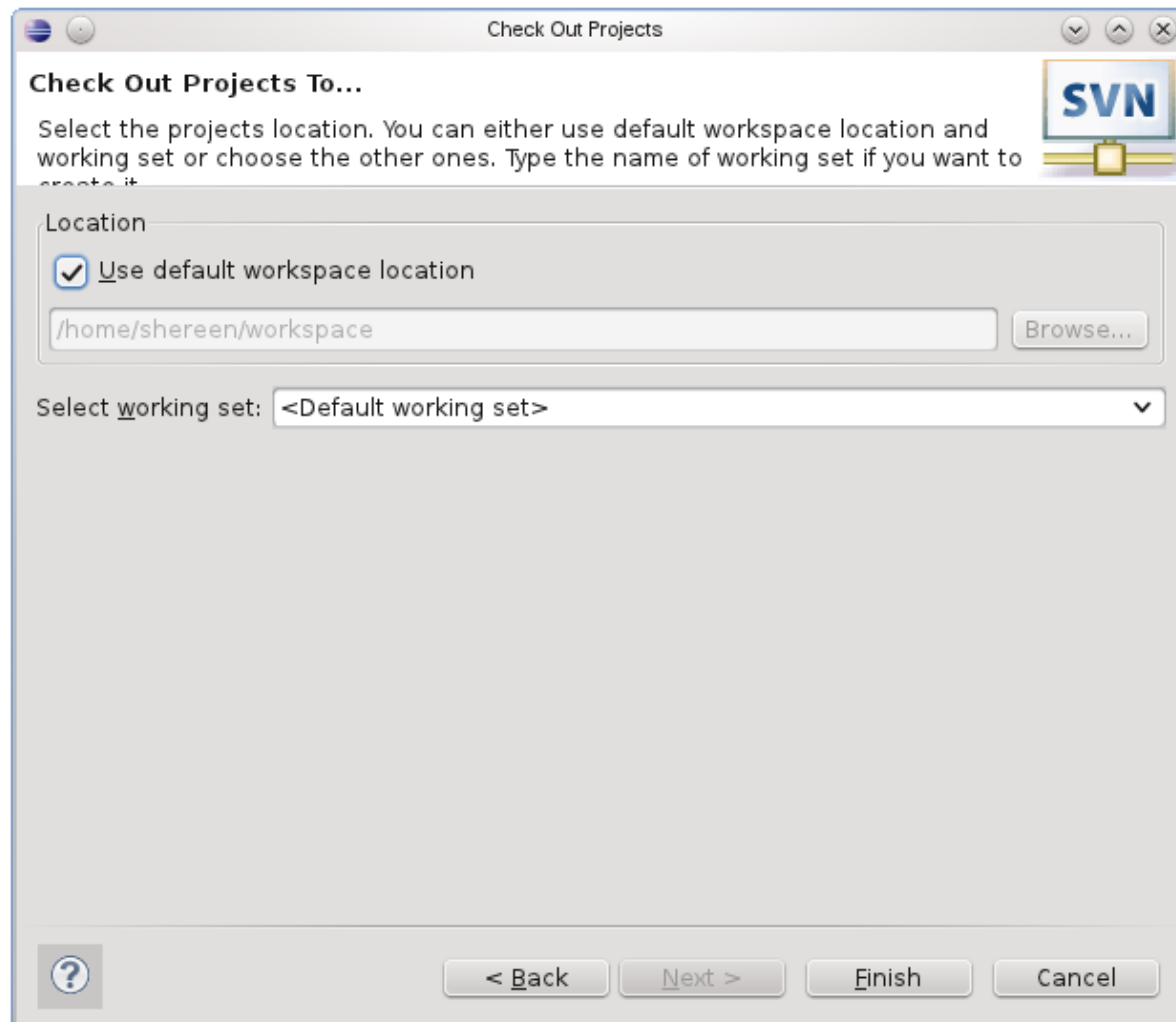 Check Out Projects
Check Out Projects To...
SVN
Select the projects location. You can either use default workspace location and
working set or choose the other ones. Type the name of working set if you want to
create it.
Location
Use default workspace location
/home/shereen/workspace
Browse...
Select working set: <Default working set>
?
< Back
Next >
Finish
Cancel